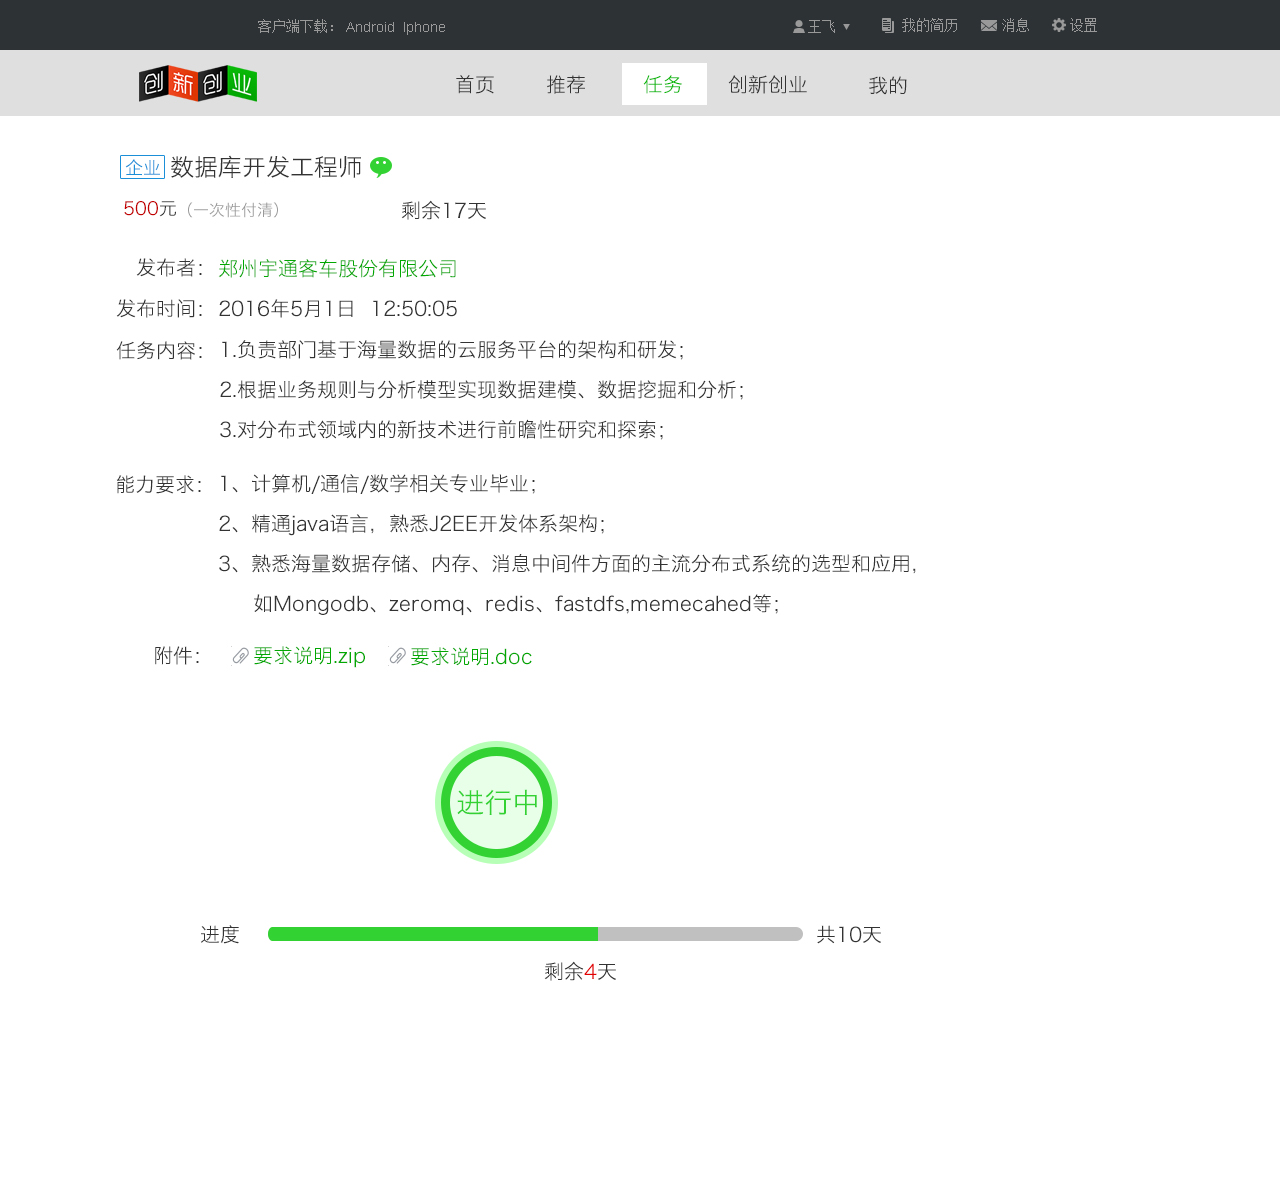 客户端下载： Android Iphone 王飞 我的简历 消息 设置
创新创业 首页 推荐 任务 创新创业 我的
企业 数据库开发工程师
500元（一次性付清） 剩余17天
发布者： 郑州宇通客车股份有限公司
发布时间： 2016年5月1日 12:50:05
任务内容： 1.负责部门基于海量数据的云服务平台的架构和研发；
2.根据业务规则与分析模型实现数据建模、数据挖掘和分析；
3.对分布式领域内的新技术进行前瞻性研究和探索；
能力要求： 1、计算机/通信/数学相关专业毕业；
2、精通java语言，熟悉J2EE开发体系架构；
3、熟悉海量数据存储、内存、消息中间件方面的主流分布式系统的选型和应用，
如Mongodb、zeromq、redis、fastdfs,memecahed等；
附件： 要求说明.zip 要求说明.doc
进行中
进度 共10天
剩余4天